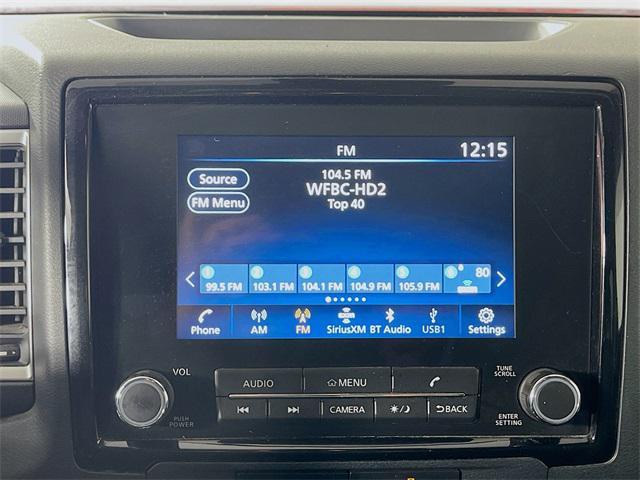 FM 12:15
Source 104.5 FM
WFBC-HD2
FM Menu Top 40
99.5 FM 103.1 FM 104.1 FM 104.9 FM 105.9 FM 80
Phone AM FM SiriusXM BT Audio USB1 Settings
VOL AUDIO MENU TUNE SCROLL
PUSH POWER CAMERA BACK ENTER SETTING